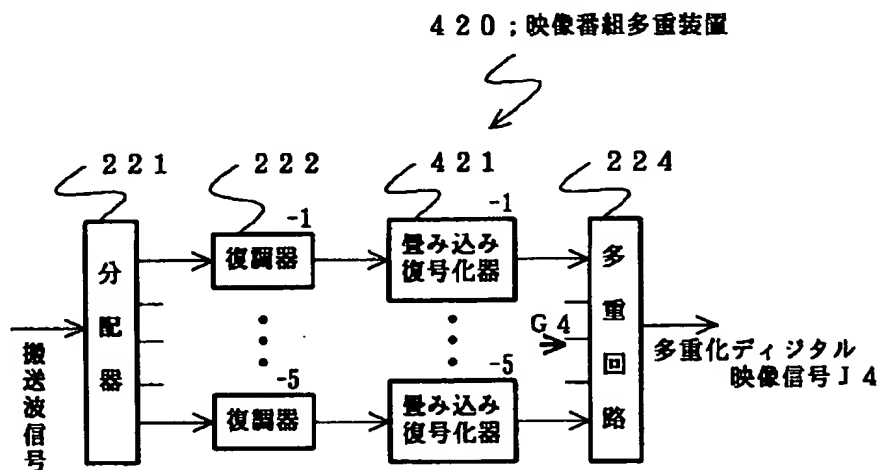 420;映像番組多重装置
221
222
421
224
-1
-1
分配器
復調器
畳み込み
復号化器
多重回路
搬送波信号
G4
多重化ディジタル
映像信号J4
-5
-5
復調器
畳み込み
復号化器